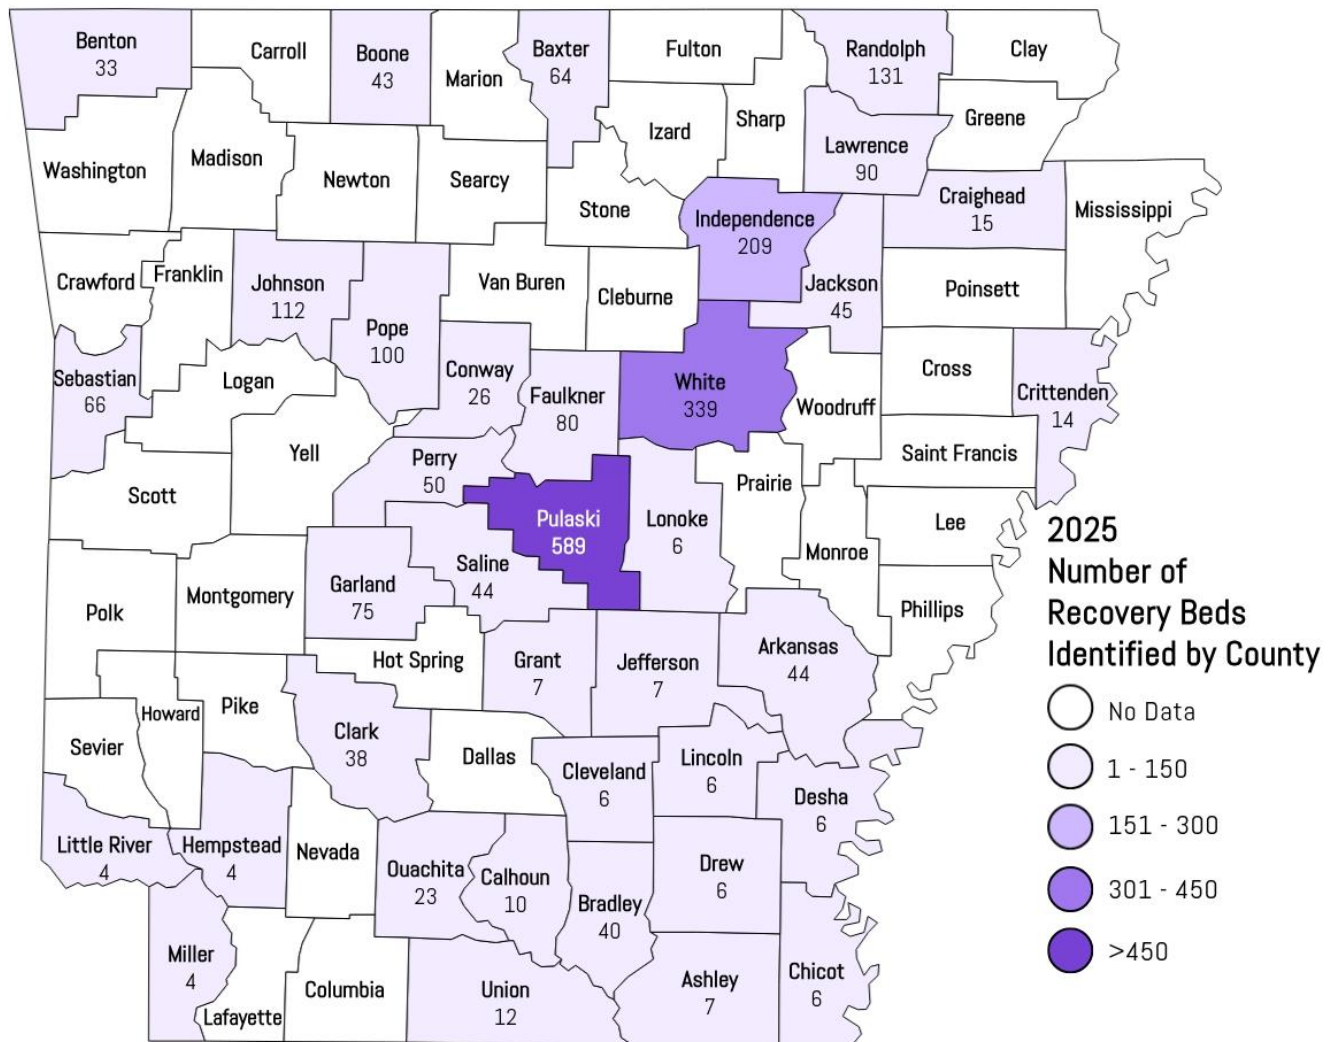 Benton
33
Carroll
Boone
43
Marion
Baxter
64
Fulton
Randolph
131
Clay
Washington
Madison
Newton
Searcy
Stone
Izard
Sharp
Lawrence
90
Greene
Craighead
15
Mississippi
Independence
209
Crawford
Franklin
Johnson
112
Pope
100
Van Buren
Cleburne
Jackson
45
Poinsett
Sebastian
66
Logan
Conway
26
Faulkner
80
White
339
Woodruff
Cross
Crittenden
14
Saint Francis
Scott
Yell
Perry
50
Pulaski
589
Lonoke
6
Prairie
Monroe
Lee
Phillips
Polk
Montgomery
Garland
75
Saline
44
Hot Spring
Grant
7
Jefferson
7
Arkansas
44
Sevier
Howard
Pike
Clark
38
Dallas
Cleveland
6
Lincoln
6
Desha
6
Little River
4
Hempstead
4
Nevada
Ouachita
23
Calhoun
10
Bradley
40
Drew
6
Miller
4
Lafayette
Columbia
Union
12
Ashley
7
Chicot
6
2025
Number of
Recovery Beds
Identified by County
No Data
1 - 150
151 - 300
301 - 450
>450